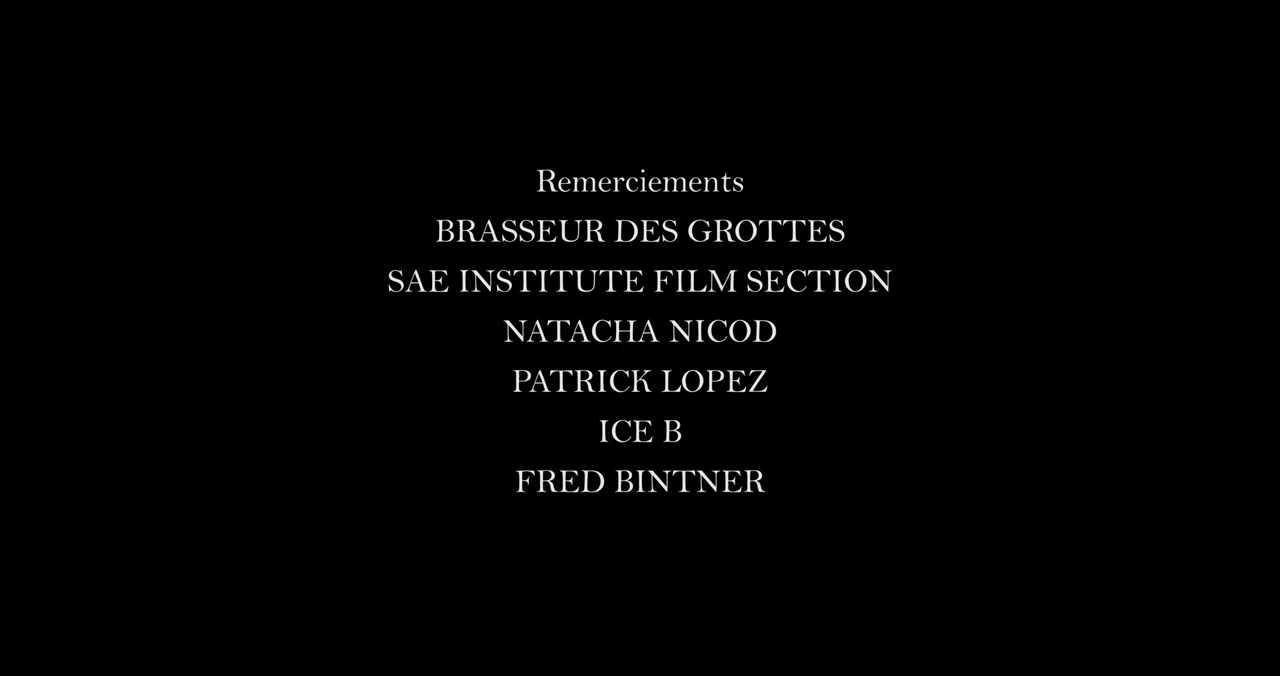 Remerciements
BRASSEUR DES GROTTES
SAE INSTITUTE FILM SECTION
NATACHA NICOD
PATRICK LOPEZ
ICE B
FRED BINTNER